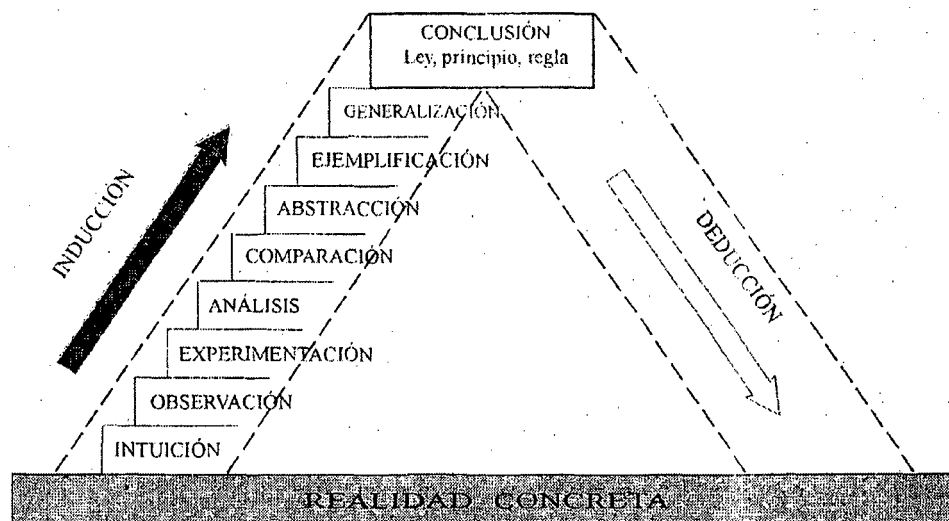 CONCLUSIÓN
Ley, principio, regla
GENERALIZACIÓN
EJEMPLIFICACIÓN
ABSTRACCIÓN
COMPARACIÓN
ANÁLISIS
EXPERIMENTACIÓN
OBSERVACIÓN
INTUICIÓN
INDUCCIÓN
DEDUCCIÓN
REALIDAD CONCRETA